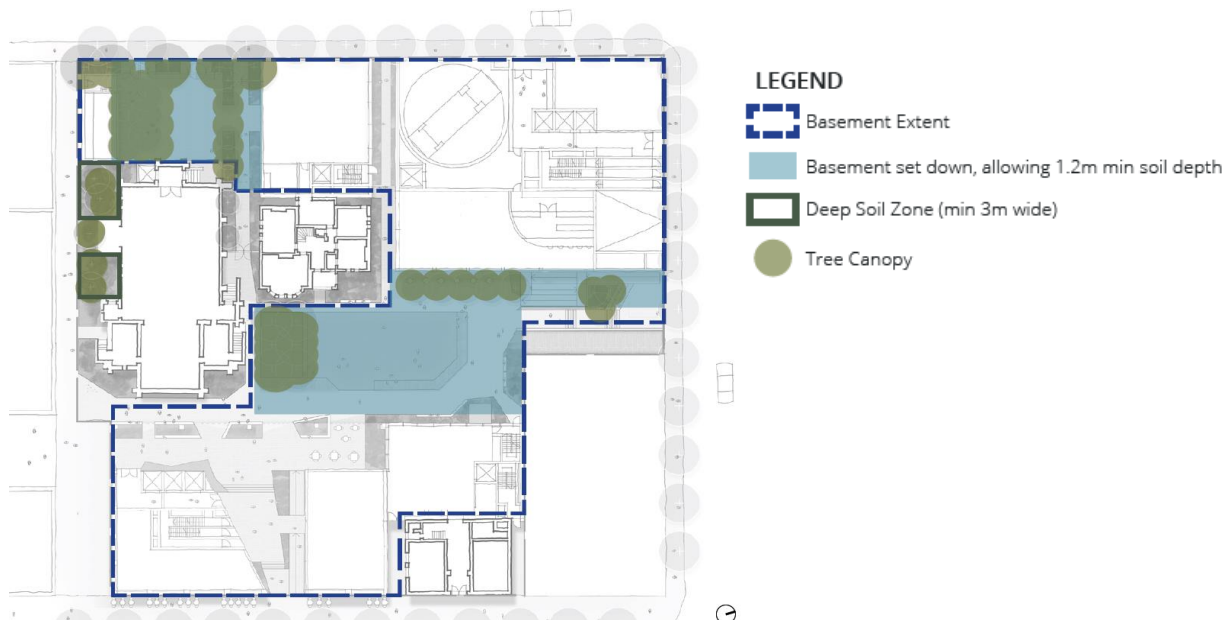 LEGEND
Basement Extent
Basement set down, allowing 1.2m min soil depth
Deep Soil Zone (min 3m wide)
Tree Canopy